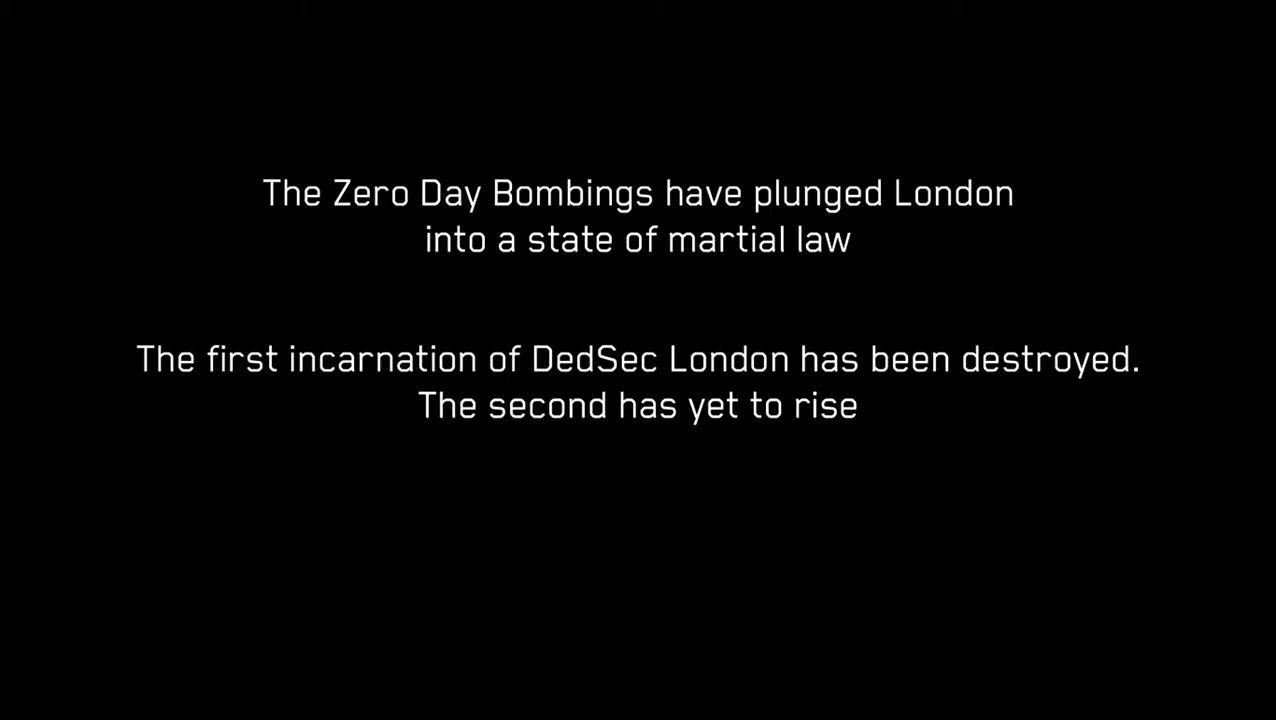 The Zero Day Bombings have plunged London
into a state of martial law
The first incarnation of DedSec London has been destroyed.
The second has yet to rise